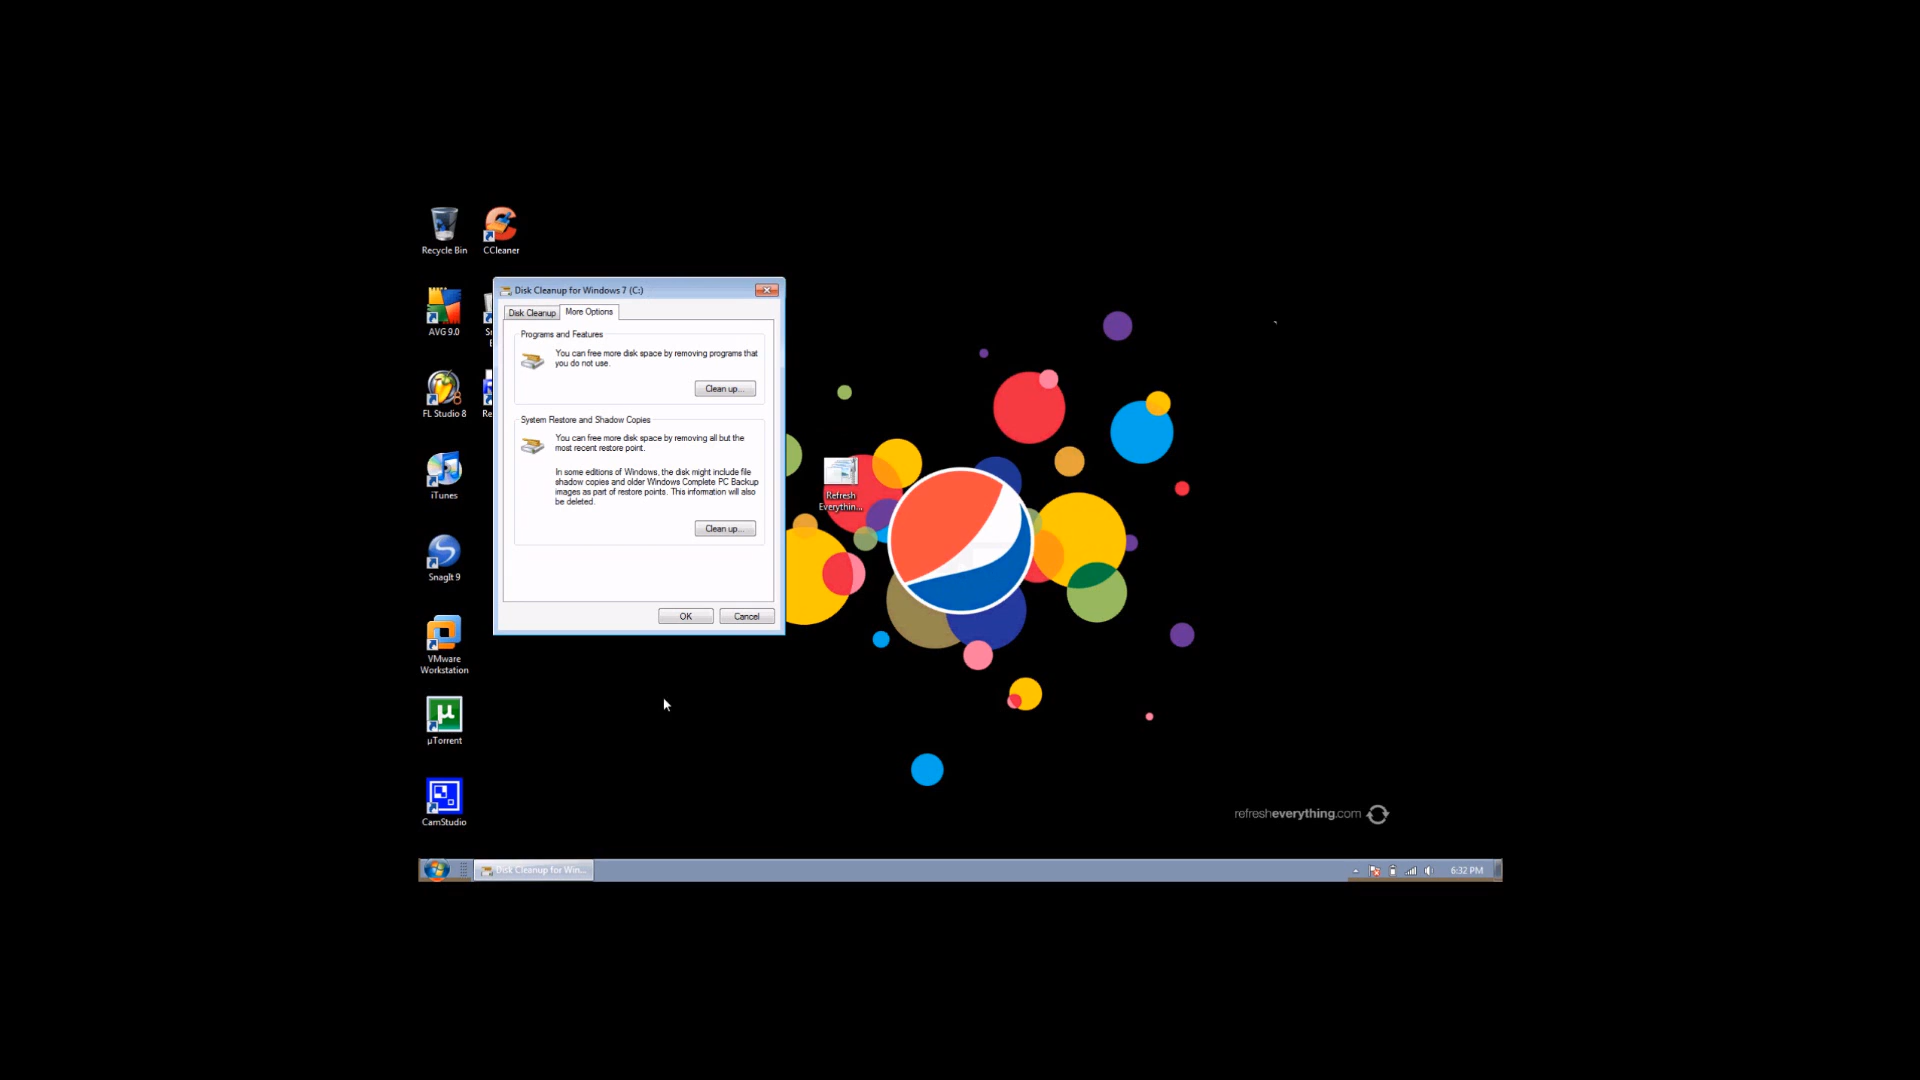 Recycle Bin
CCleaner
Disk Cleanup for Windows 7 (C:)
Disk Cleanup
More Options
Programs and Features
You can free more disk space by removing programs that
you do not use.
Clean up...
System Restore and Shadow Copies
You can free more disk space by removing all but the
most recent restore point.
In some editions of Windows, the disk might include file
shadow copies and older Windows Complete PC Backup
images as part of restore points. This information will also
be deleted.
Clean up...
OK
Cancel
AVG 9.0
FL Studio 8
Re
iTunes
SnagIt 9
VMware
Workstation
µ
µTorrent
CamStudio
Refresh
Everythin...
refresheverything.com
Disk Cleanup for Win...
6:32 PM